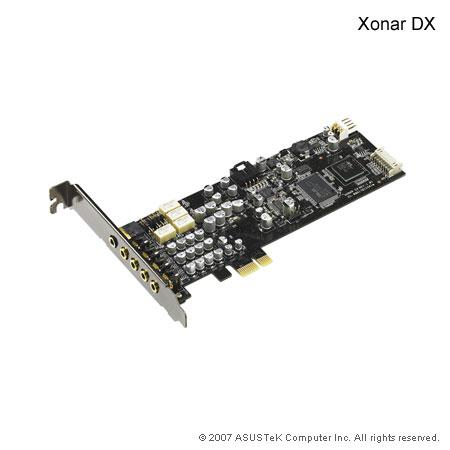 Xonar DX
© 2007 ASUSTeK Computer Inc. All rights reserved.